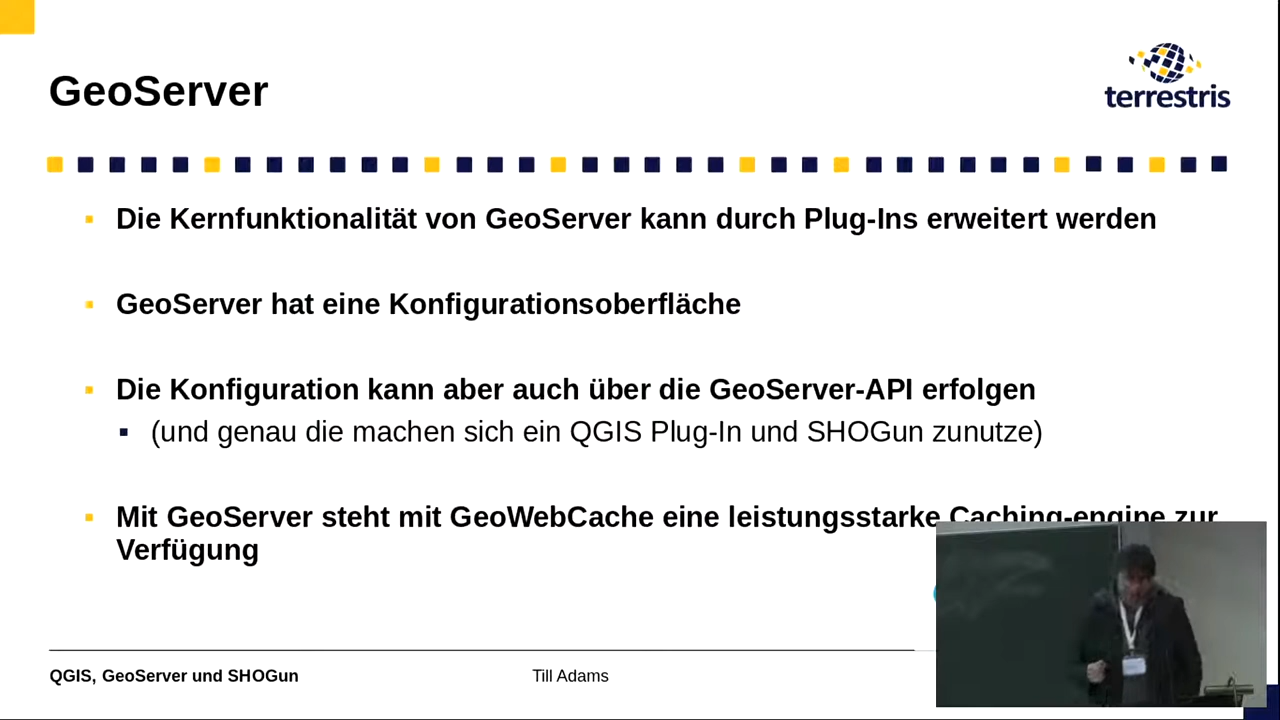 GeoServer
terrestris
Die Kernfunktionalität von GeoServer kann durch Plug-Ins erweitert werden
GeoServer hat eine Konfigurationsoberfläche
Die Konfiguration kann aber auch über die GeoServer-API erfolgen
(und genau die machen sich ein QGIS Plug-In und SHOGun zunutze)
Mit GeoServer steht mit GeoWebCache eine leistungsstarke Caching-engine zur
Verfügung
QGIS, GeoServer und SHOGun
Till Adams